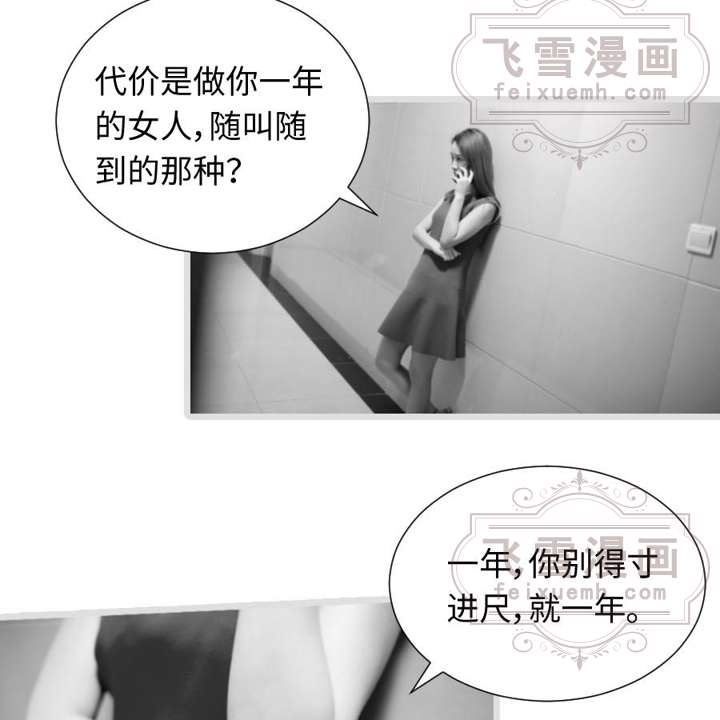 飞雪漫画
feixuemh.com
代价是做你一年
的女人，随叫随
到的那种？
飞雪漫画
feixuemh.com
一年，你别得寸
进尺，就一年。